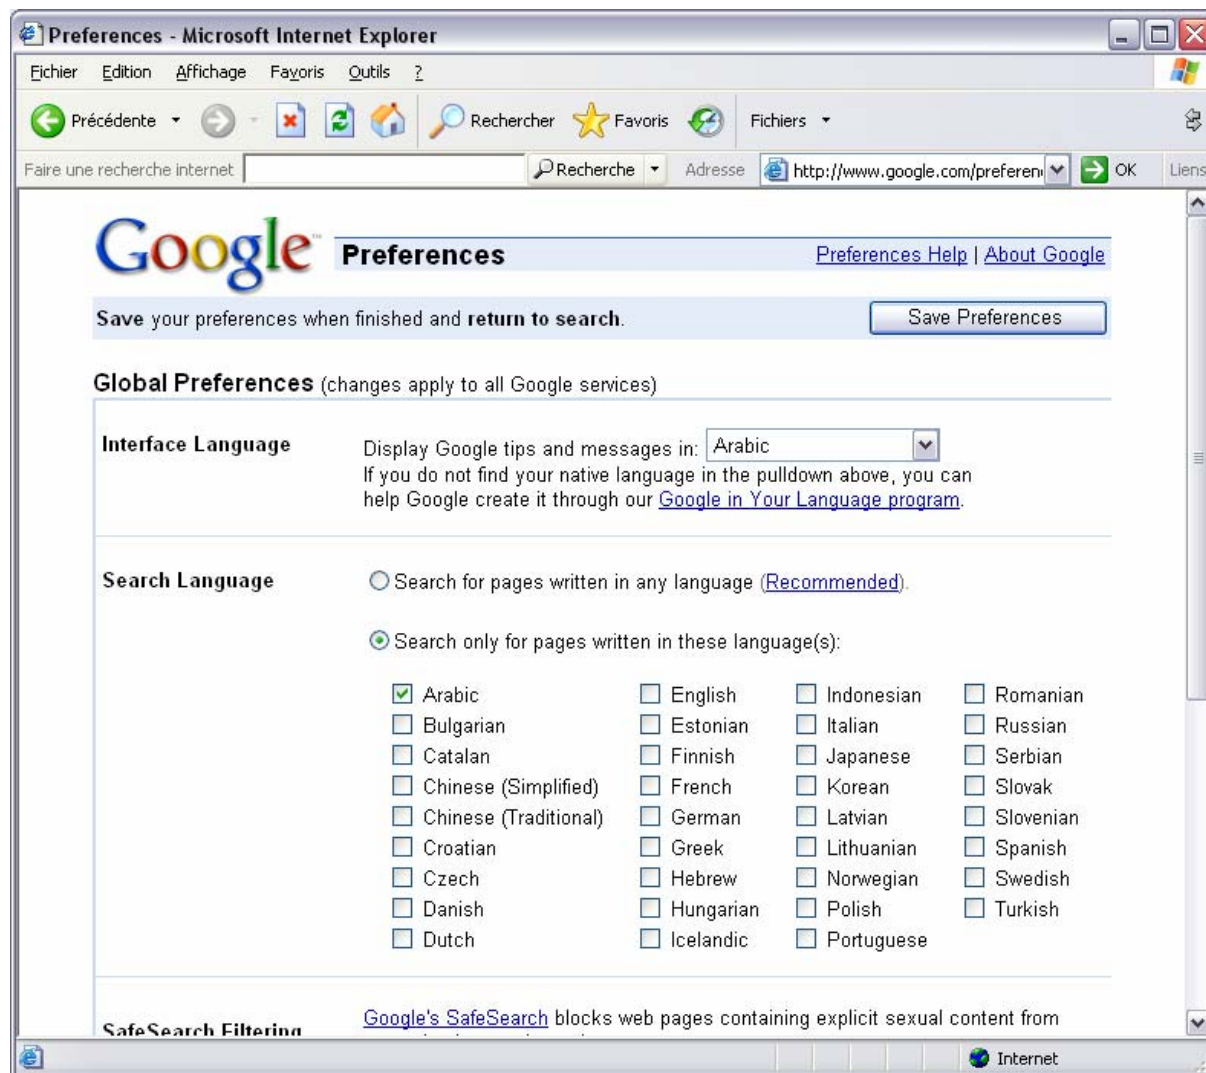 Preferences - Microsoft Internet Explorer
Fichier Edition Affichage Favoris Outils ?
Précédente Rechercher Favoris Fichiers
Faire une recherche internet Recherche Adresse http://www.google.com/preferen OK Liens
Google™ Preferences Preferences Help | About Google
Save your preferences when finished and return to search. Save Preferences
Global Preferences (changes apply to all Google services)
Interface Language Display Google tips and messages in: Arabic
If you do not find your native language in the pulldown above, you can
help Google create it through our Google in Your Language program.
Search Language Search for pages written in any language (Recommended).
Search only for pages written in these language(s):
Arabic English Indonesian Romanian
Bulgarian Estonian Italian Russian
Catalan Finnish Japanese Serbian
Chinese (Simplified) French Korean Slovak
Chinese (Traditional) German Latvian Slovenian
Croatian Greek Lithuanian Spanish
Czech Hebrew Norwegian Swedish
Danish Hungarian Polish Turkish
Dutch Icelandic Portuguese
SafeSearch Filtering Google's SafeSearch blocks web pages containing explicit sexual content from
Internet